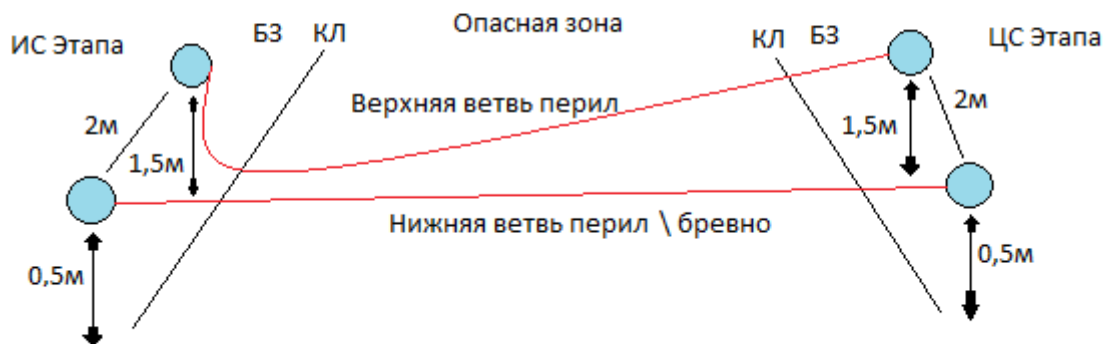 ИС Этапа
БЗ
КЛ
Опасная зона
КЛ
БЗ
ЦС Этапа
2м
1,5м
Верхняя ветвь перил
1,5м
2м
Нижняя ветвь перил \ бревно
0,5м
0,5м